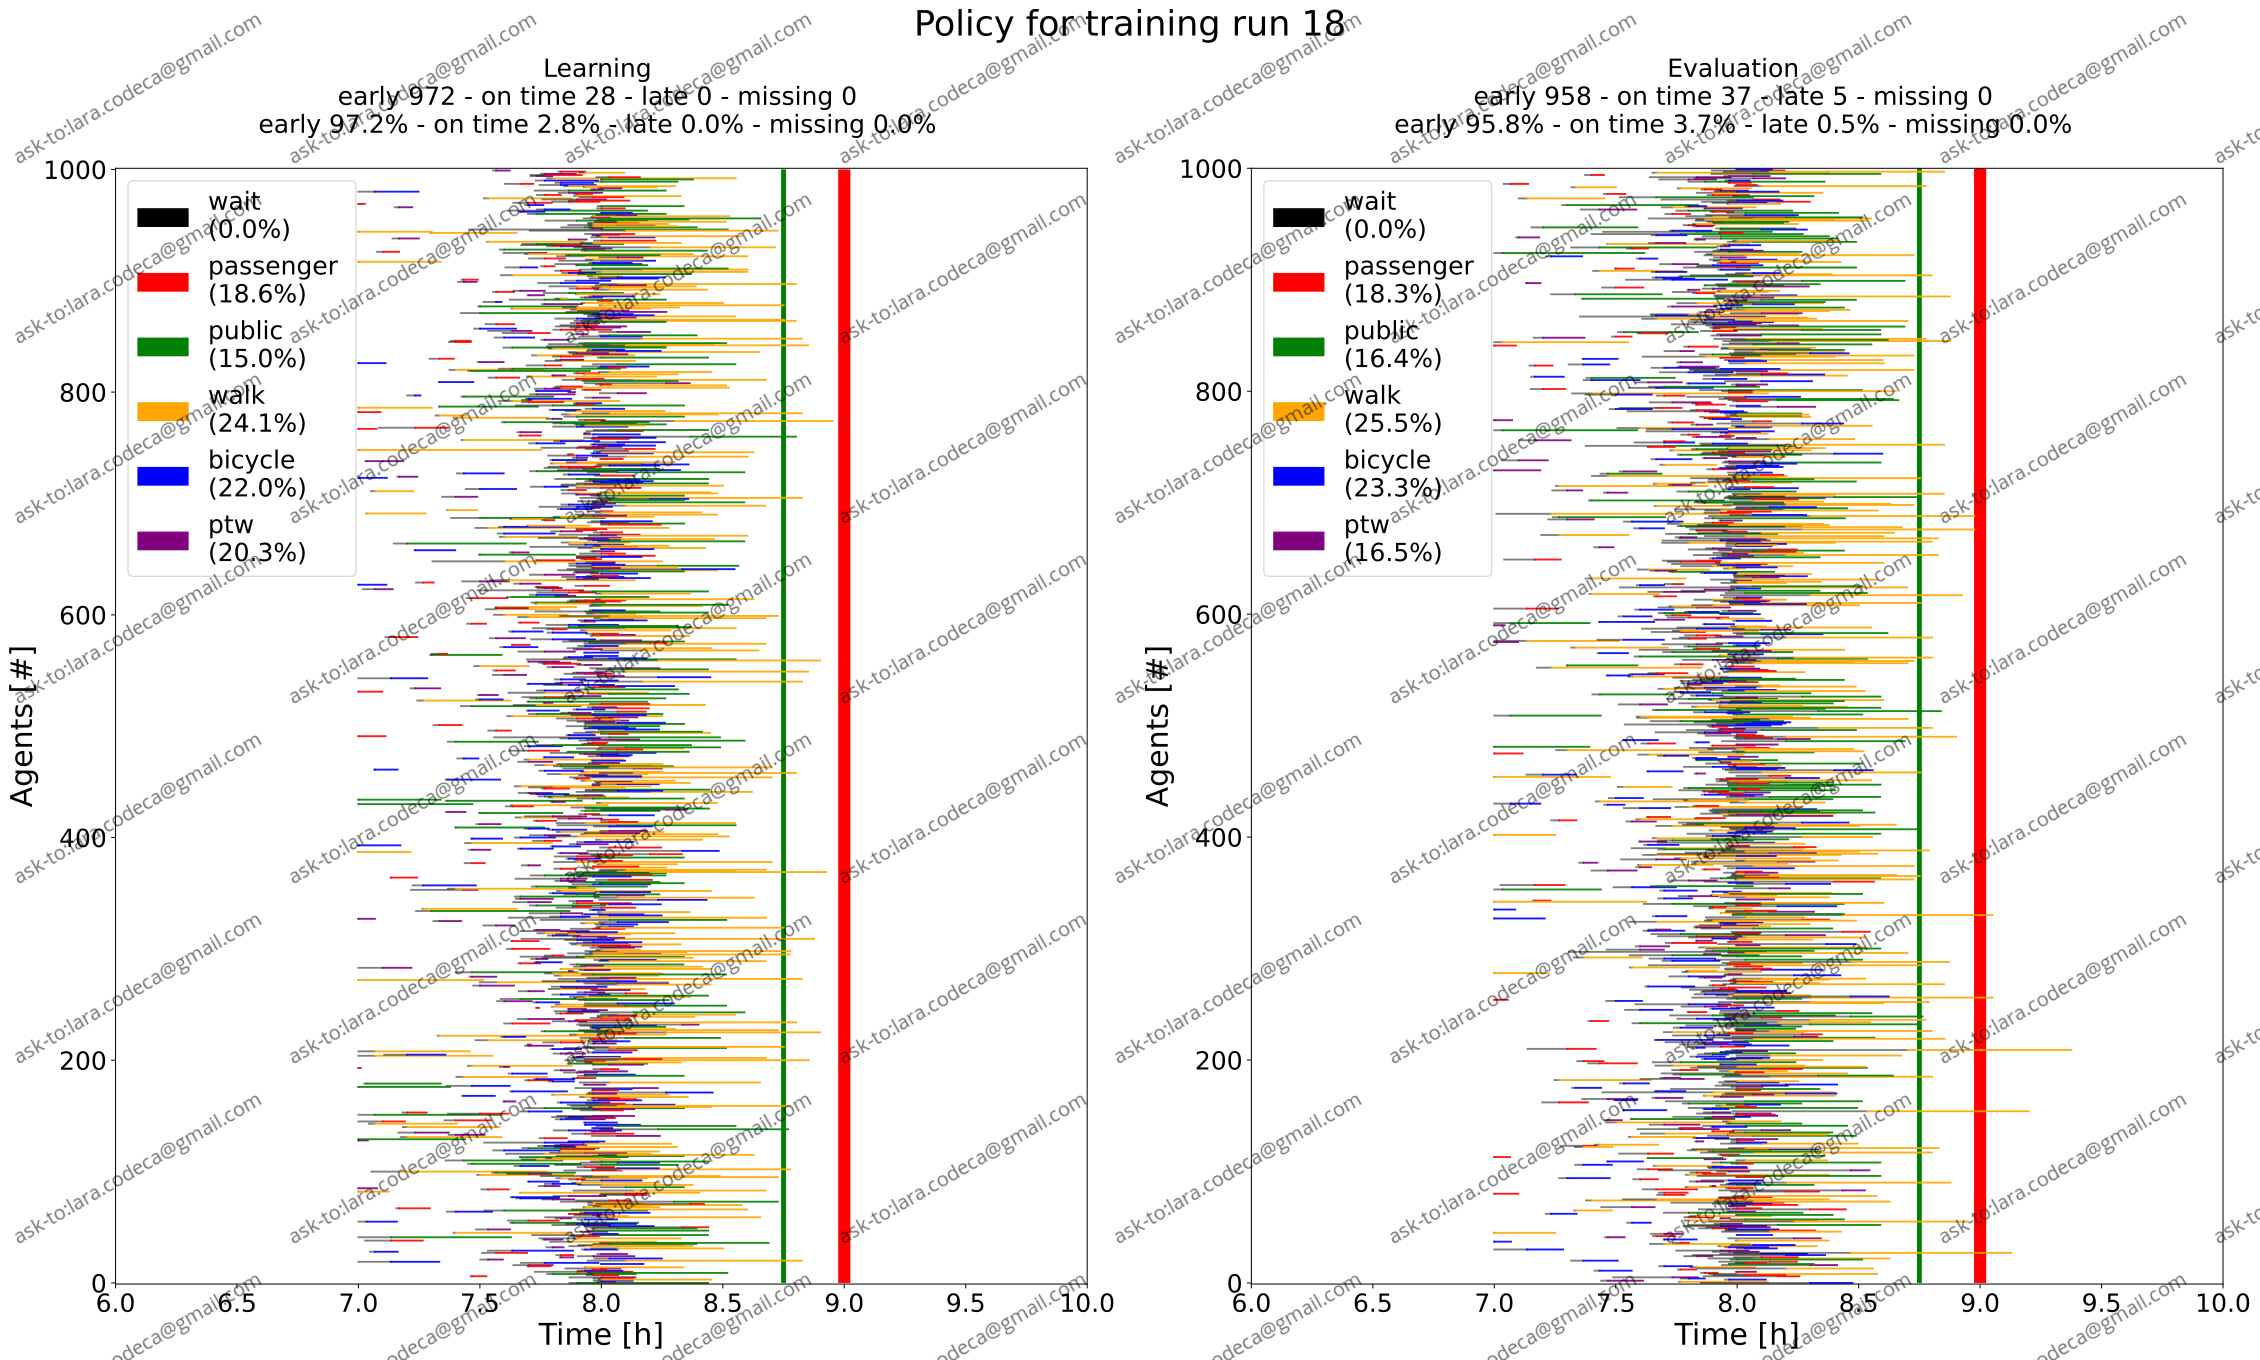 Policy for training run 18
Learning
early 972 - on time 28 - late 0 - missing 0
early 97.2% - on time 2.8% - late 0.0% - missing 0.0%
wait
(0.0%)
passenger
(18.6%)
public
(15.0%)
walk
(24.1%)
bicycle
(22.0%)
ptw
(20.3%)
Agents [#]
1000
800
600
400
200
0
6.0 6.5 7.0 7.5 8.0 8.5 9.0 9.5 10.0
Time [h]
Evaluation
early 958 - on time 37 - late 5 - missing 0
early 95.8% - on time 3.7% - late 0.5% - missing 0.0%
wait
(0.0%)
passenger
(18.3%)
public
(16.4%)
walk
(25.5%)
bicycle
(23.3%)
ptw
(16.5%)
Agents [#]
1000
800
600
400
200
0
6.0 6.5 7.0 7.5 8.0 8.5 9.0 9.5 10.0
Time [h]
ask-to:lara.codeca@gmail.com